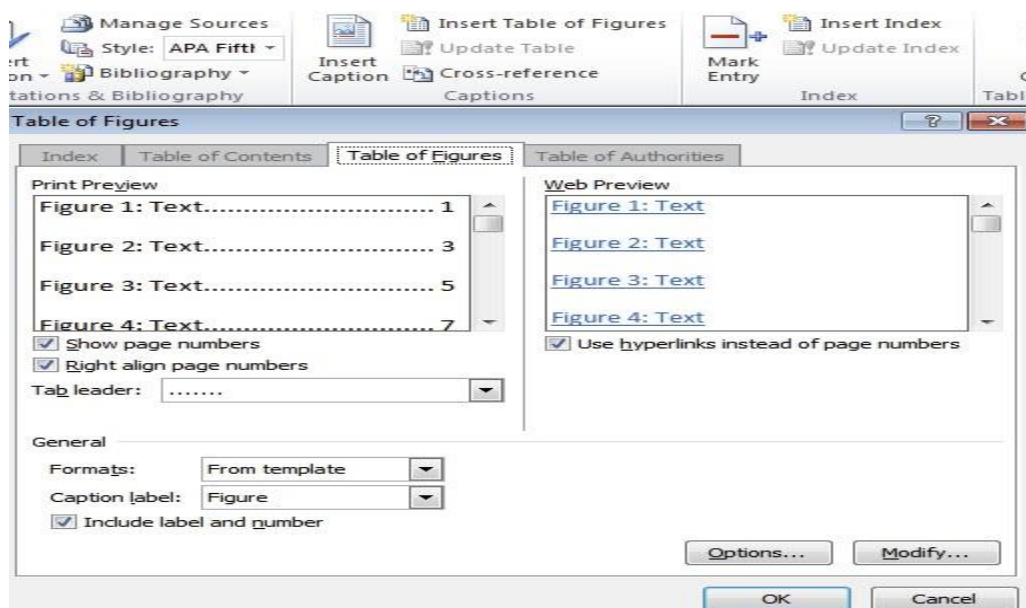 Manage Sources
Insert Table of Figures
Insert Index
Style: APA Fifth
Update Table
Update Index
Bibliography
Insert Caption
Cross-reference
Mark Entry
tations & Bibliography
Captions
Index
Tabl
Table of Figures
Index Table of Contents Table of Figures Table of Authorities
Print Preview Web Preview
Figure 1: Text............................. 1
Figure 2: Text............................. 3
Figure 3: Text............................. 5
Figure 4: Text............................. 7
Figure 1: Text
Figure 2: Text
Figure 3: Text
Figure 4: Text
Show page numbers
Use hyperlinks instead of page numbers
Right align page numbers
Tab leader: .......
General
Formats: From template
Caption label: Figure
Include label and number
Options... Modify...
OK Cancel